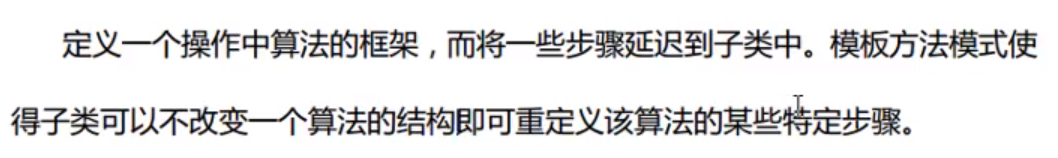 定义一个操作中算法的框架，而将一些步骤延迟到子类中。模板方法模式使
得子类可以不改变一个算法的结构即可重定义该算法的某些特定步骤。